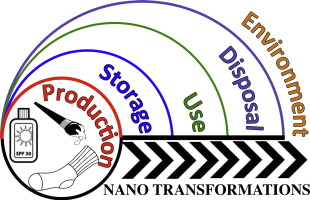 Environment
Disposal
Use
Storage
Production
SPF 30
NANO TRANSFORMATIONS